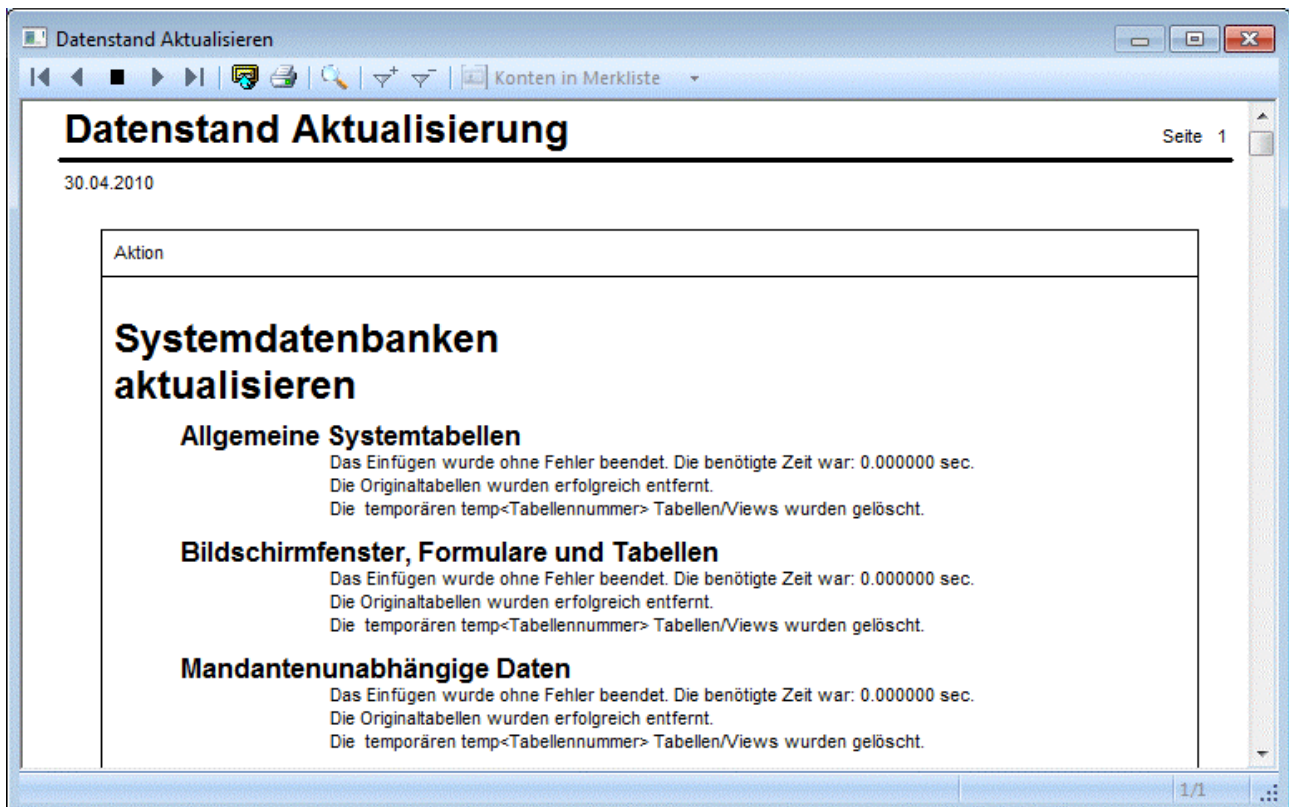 Datenstand Aktualisieren
Konten in Merkliste
Datenstand Aktualisierung
Seite 1
30.04.2010
Aktion
Systemdatenbanken
aktualisieren
Allgemeine Systemtabellen
Das Einfügen wurde ohne Fehler beendet. Die benötigte Zeit war: 0.000000 sec.
Die Originaltabellen wurden erfolgreich entfernt.
Die temporären temp<Tabellennummer> Tabellen/Views wurden gelöscht.
Bildschirmfenster, Formulare und Tabellen
Das Einfügen wurde ohne Fehler beendet. Die benötigte Zeit war: 0.000000 sec.
Die Originaltabellen wurden erfolgreich entfernt.
Die temporären temp<Tabellennummer> Tabellen/Views wurden gelöscht.
Mandantenunabhängige Daten
Das Einfügen wurde ohne Fehler beendet. Die benötigte Zeit war: 0.000000 sec.
Die Originaltabellen wurden erfolgreich entfernt.
Die temporären temp<Tabellennummer> Tabellen/Views wurden gelöscht.
1/1